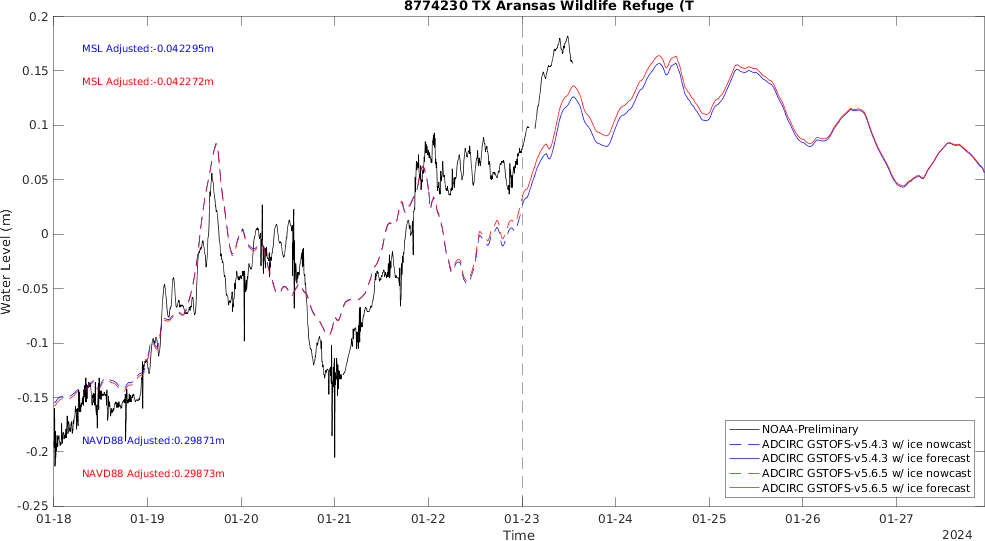 8774230 TX Aransas Wildlife Refuge (T
0.2
0.15
0.1
0.05
0
-0.05
-0.1
-0.15
-0.2
-0.25
Water Level (m)
MSL Adjusted:-0.042295m
MSL Adjusted:-0.042272m
NAVD88 Adjusted:0.29871m
NAVD88 Adjusted:0.29873m
NOAA-Preliminary
ADCIRC GSTOFS-v5.4.3 w/ ice nowcast
ADCIRC GSTOFS-v5.4.3 w/ ice forecast
ADCIRC GSTOFS-v5.6.5 w/ ice nowcast
ADCIRC GSTOFS-v5.6.5 w/ ice forecast
01-18 01-19 01-20 01-21 01-22 01-23 01-24 01-25 01-26 01-27
Time
2024